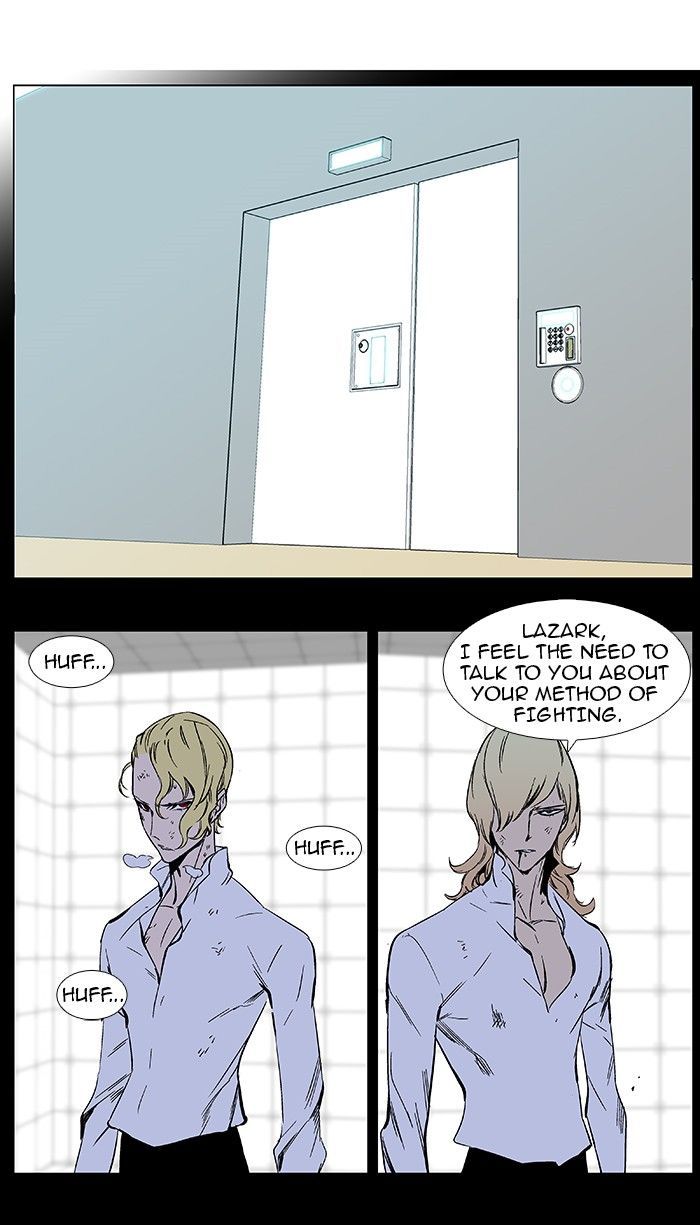 HUFF...
HUFF...
HUFF...
LAZARK,
I FEEL THE NEED TO
TALK TO YOU ABOUT
YOUR METHOD OF
FIGHTING.